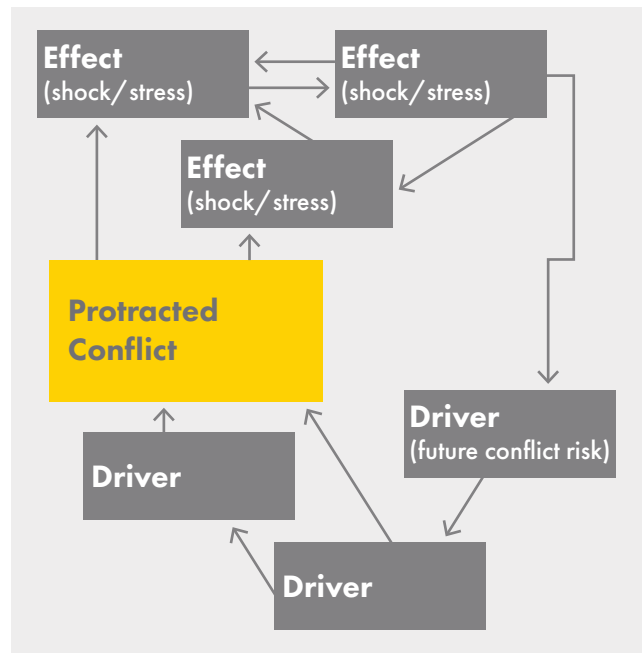 Effect
(shock/stress)
Effect
(shock/stress)
Effect
(shock/stress)
Protracted
Conflict
Driver
(future conflict risk)
Driver
Driver